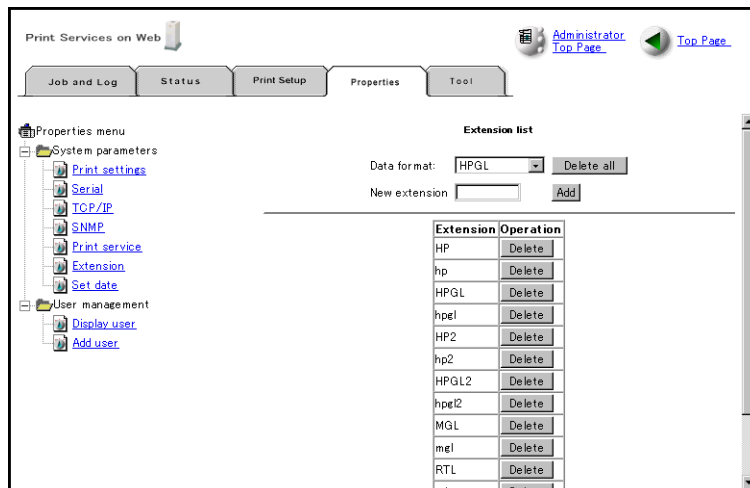 Print Services on Web
Administrator
Top Page
Top Page
Job and Log
Status
Print Setup
Properties
Tool
Properties menu
System parameters
Print settings
Serial
TCP/IP
SNMP
Print service
Extension
Set date
User management
Display user
Add user
Extension list
Data format: HPGL Delete all
New extension Add
Extension Operation
HP Delete
hp Delete
HPGL Delete
hpgl Delete
HP2 Delete
hp2 Delete
HPGL2 Delete
hpgl2 Delete
MGL Delete
mgl Delete
RTL Delete